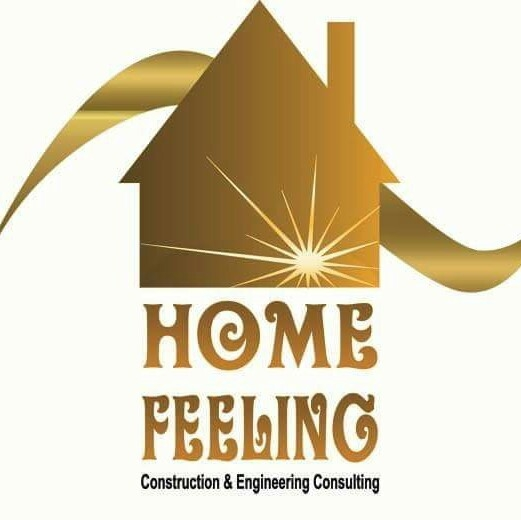 HOME
FEELING
Construction & Engineering Consulting